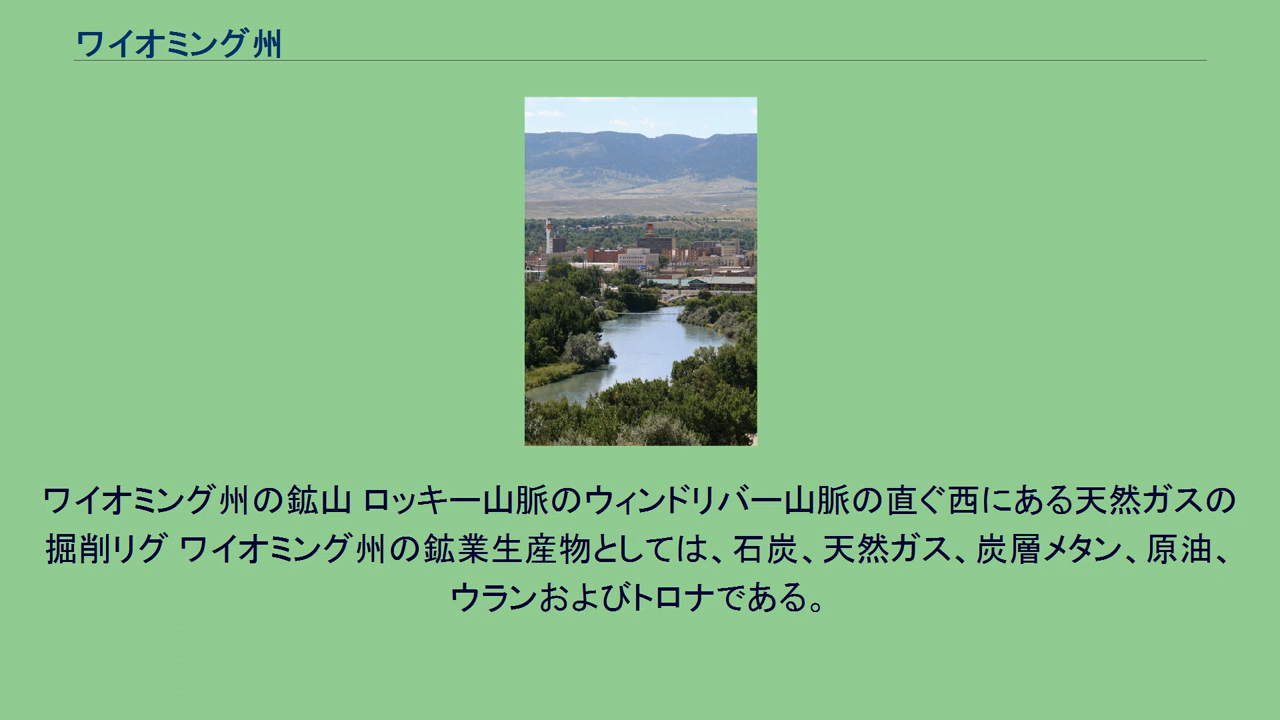 ワイオミング州
ワイオミング州の鉱山 ロッキー山脈のウィンドリバー山脈の直ぐ西にある天然ガスの
掘削リグ ワイオミング州の鉱業生産物としては、石炭、天然ガス、炭層メタン、原油、
ウランおよびトロナである。